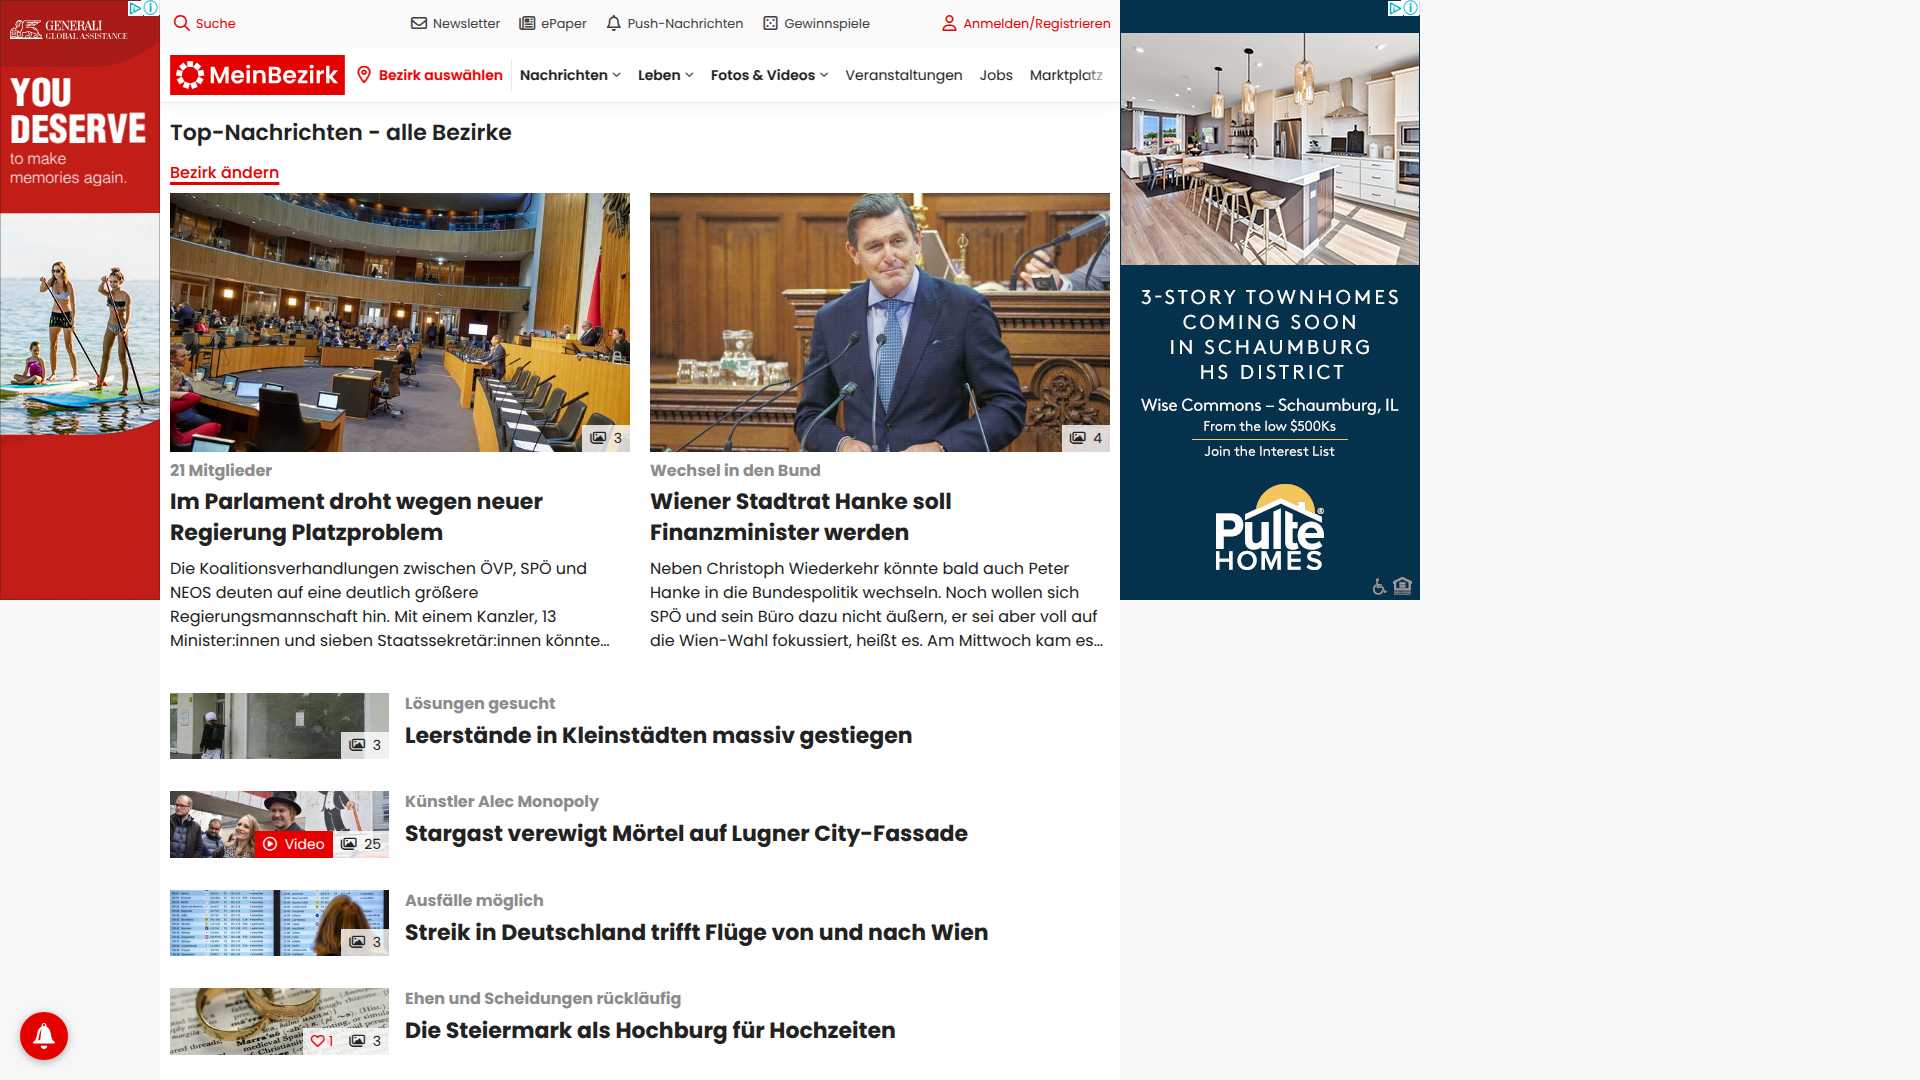 GENERALI
GLOBAL ASSISTANCE
YOU
DESERVE
to make
memories again.
Suche
Newsletter
ePaper
Push-Nachrichten
Gewinnspiele
Anmelden/Registrieren
MeinBezirk
Bezirk auswählen
Nachrichten
Leben
Fotos & Videos
Veranstaltungen
Jobs
Marktplatz
Top-Nachrichten - alle Bezirke
Bezirk ändern
3
21 Mitglieder
Im Parlament droht wegen neuer
Regierung Platzproblem
Die Koalitionsverhandlungen zwischen ÖVP, SPÖ und
NEOS deuten auf eine deutlich größere
Regierungsmannschaft hin. Mit einem Kanzler, 13
Minister:innen und sieben Staatssekretär:innen könnte...
4
Wechsel in den Bund
Wiener Stadtrat Hanke soll
Finanzminister werden
Neben Christoph Wiederkehr könnte bald auch Peter
Hanke in die Bundespolitik wechseln. Noch wollen sich
SPÖ und sein Büro dazu nicht äußern, er sei aber voll auf
die Wien-Wahl fokussiert, heißt es. Am Mittwoch kam es...
3
Lösungen gesucht
Leerstände in Kleinstädten massiv gestiegen
Video
25
Künstler Alec Monopoly
Stargast verewigt Mörtel auf Lugner City-Fassade
3
Ausfälle möglich
Streik in Deutschland trifft Flüge von und nach Wien
1
3
Ehen und Scheidungen rückläufig
Die Steiermark als Hochburg für Hochzeiten
3-STORY TOWNHOMES
COMING SOON
IN SCHAUMBURG
HS DISTRICT
Wise Commons – Schaumburg, IL
From the low $500Ks
Join the Interest List
Pulte®
HOMES